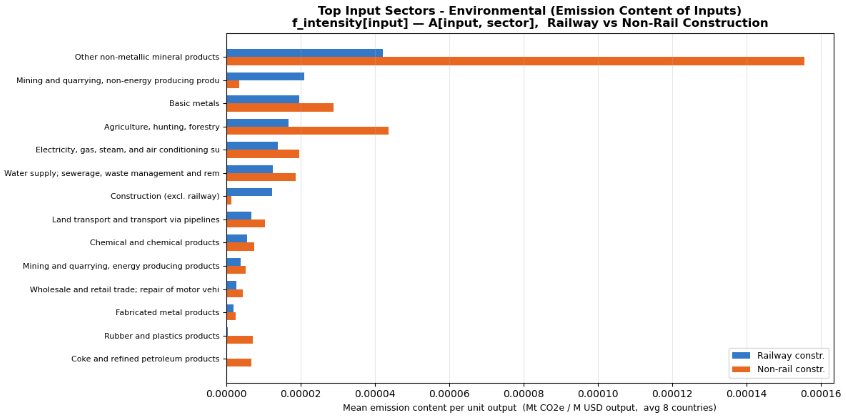 Top Input Sectors - Environmental (Emission Content of Inputs)
f_intensity[input] — A[input, sector],  Railway vs Non-Rail Construction
Other non-metallic mineral products
Mining and quarrying, non-energy producing produ
Basic metals
Agriculture, hunting, forestry
Electricity, gas, steam, and air conditioning su
Water supply; sewerage, waste management and rem
Construction (excl. railway)
Land transport and transport via pipelines
Chemical and chemical products
Mining and quarrying, energy producing products
Wholesale and retail trade; repair of motor vehi
Fabricated metal products
Rubber and plastics products
Coke and refined petroleum products
Railway constr.
Non-rail constr.
0.00000 0.00002 0.00004 0.00006 0.00008 0.00010 0.00012 0.00014 0.00016
Mean emission content per unit output  (Mt CO2e / M USD output,  avg 8 countries)